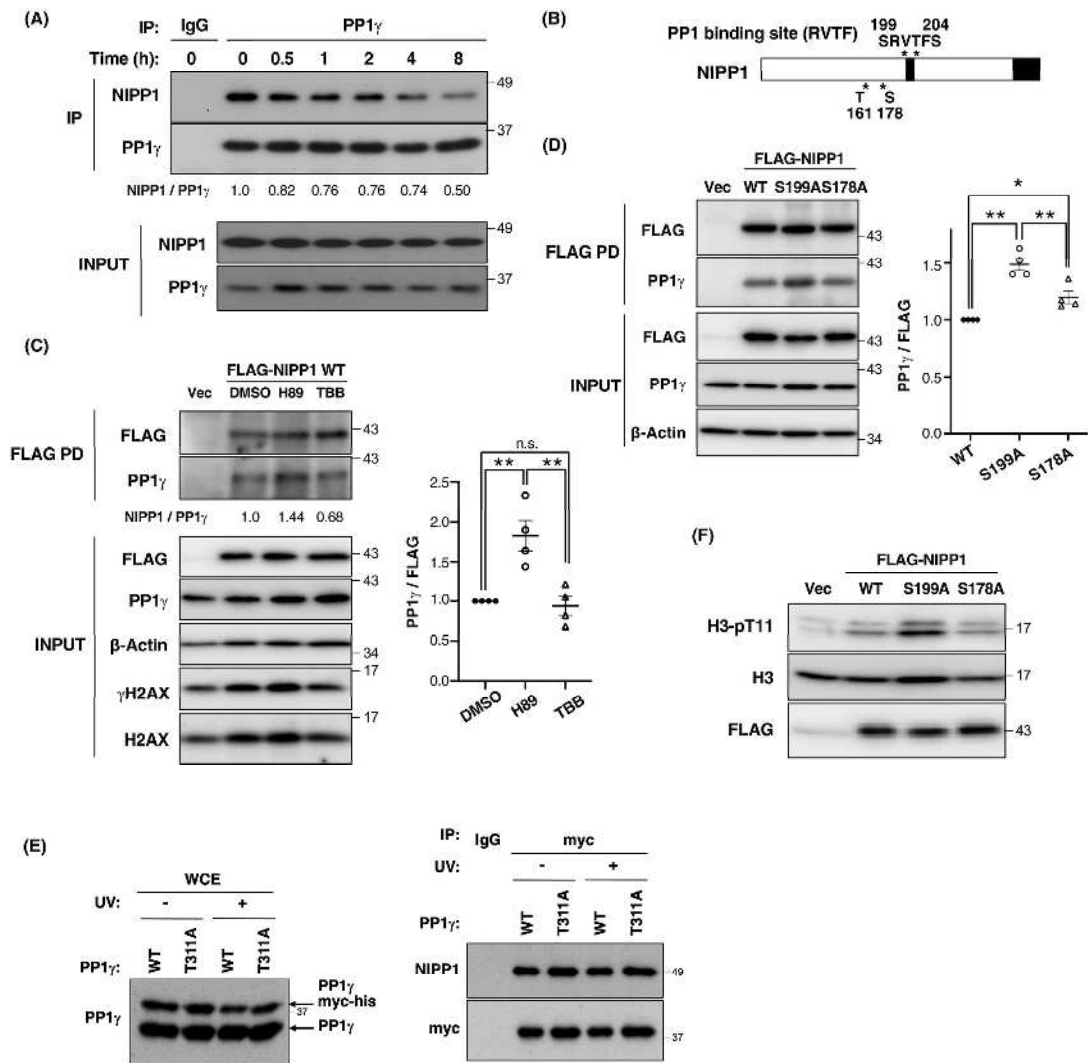 (A)
IP: IgG PP1γ
Time (h): 0 0 0.5 1 2 4 8
IP
NIPP1
49
PP1γ
37
NIPP1 / PP1γ 1.0 0.82 0.76 0.76 0.74 0.50
INPUT
NIPP1
49
PP1γ
37
(B)
199 204
PP1 binding site (RVTF) SRVTFS
* *
NIPP1
* *
T S
161 178
(C)
FLAG-NIPP1 WT
Vec DMSO H89 TBB
FLAG PD
FLAG
43
PP1γ
43
NIPP1 / PP1γ 1.0 1.44 0.68
INPUT
FLAG
43
PP1γ
43
β-Actin
34
γH2AX
17
H2AX
17
n.s.
** **
PP1γ / FLAG
2.5
2.0
1.5
1.0
0.5
0.0
DMSO H89 TBB
(D)
FLAG-NIPP1
Vec WT S199A S178A
FLAG PD
FLAG
43
PP1γ
43
INPUT
FLAG
43
PP1γ
43
β-Actin
34
*
** **
PP1γ / FLAG
1.5
1.0
0.5
0.0
WT S199A S178A
(F)
FLAG-NIPP1
Vec WT S199A S178A
H3-pT11
17
H3
17
FLAG
43
(E)
WCE
UV: - +
PP1γ: WT T311A WT T311A
PP1γ
PP1γ
myc-his
37
PP1γ
IP: IgG myc
UV: - +
PP1γ: WT T311A WT T311A
NIPP1
49
myc
37